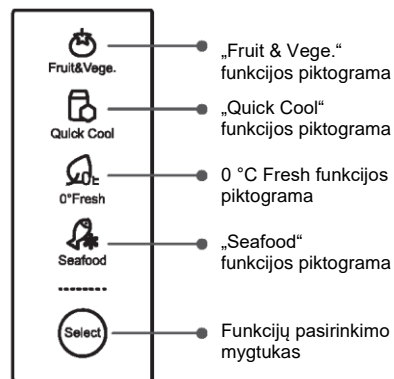 Fruit&Vege.
„Fruit & Vege.“
funkcijos piktograma
Quick Cool
„Quick Cool“
funkcijos piktograma
0°Fresh
0 °C Fresh funkcijos
piktograma
Seafood
„Seafood“
funkcijos piktograma
Select
Funkcijų pasirinkimo
mygtukas